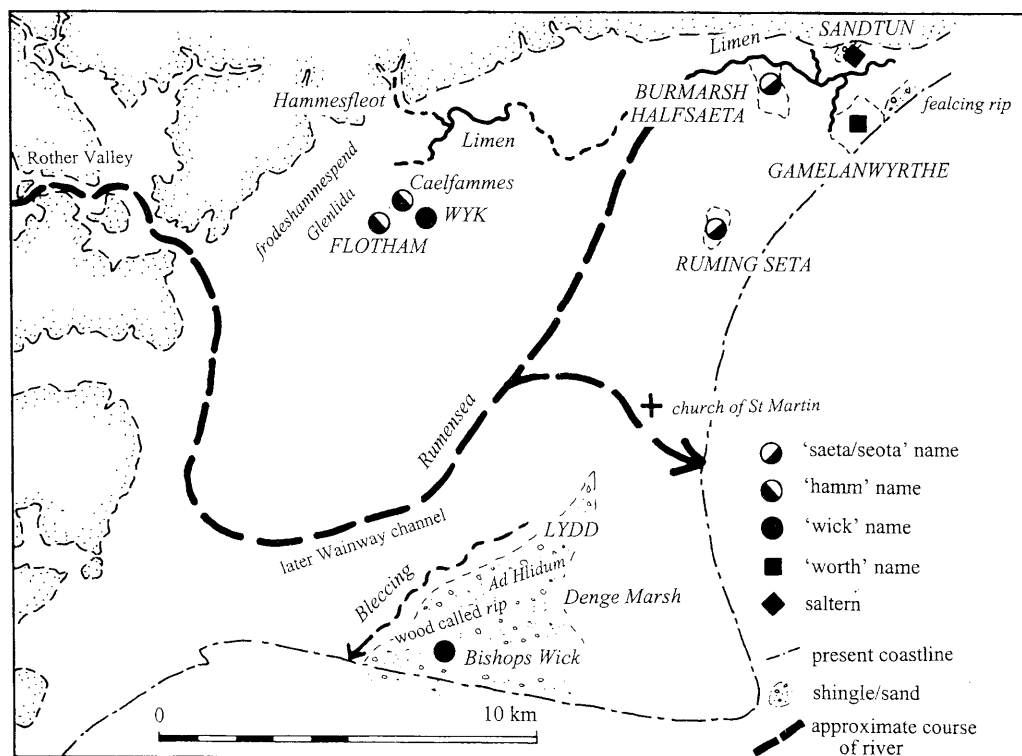 SANDTUN
Limen
BURMARSH
HALFSAETA
fealcing rip
GAMELANWYRTHE
Hammesfleot
Limen
Rother Valley
Caelfammes
WYK
FLOTHAM
frodeshammespend
Glenlida
RUMING SETA
church of St Martin
Rumensea
later Wainway channel
LYDD
Ad Hlidum
Bleccing
wood called rip
Denge Marsh
Bishops Wick
0 10 km
‘saeta/seota’ name
‘hamm’ name
‘wick’ name
‘worth’ name
saltern
present coastline
shingle/sand
approximate course
of river